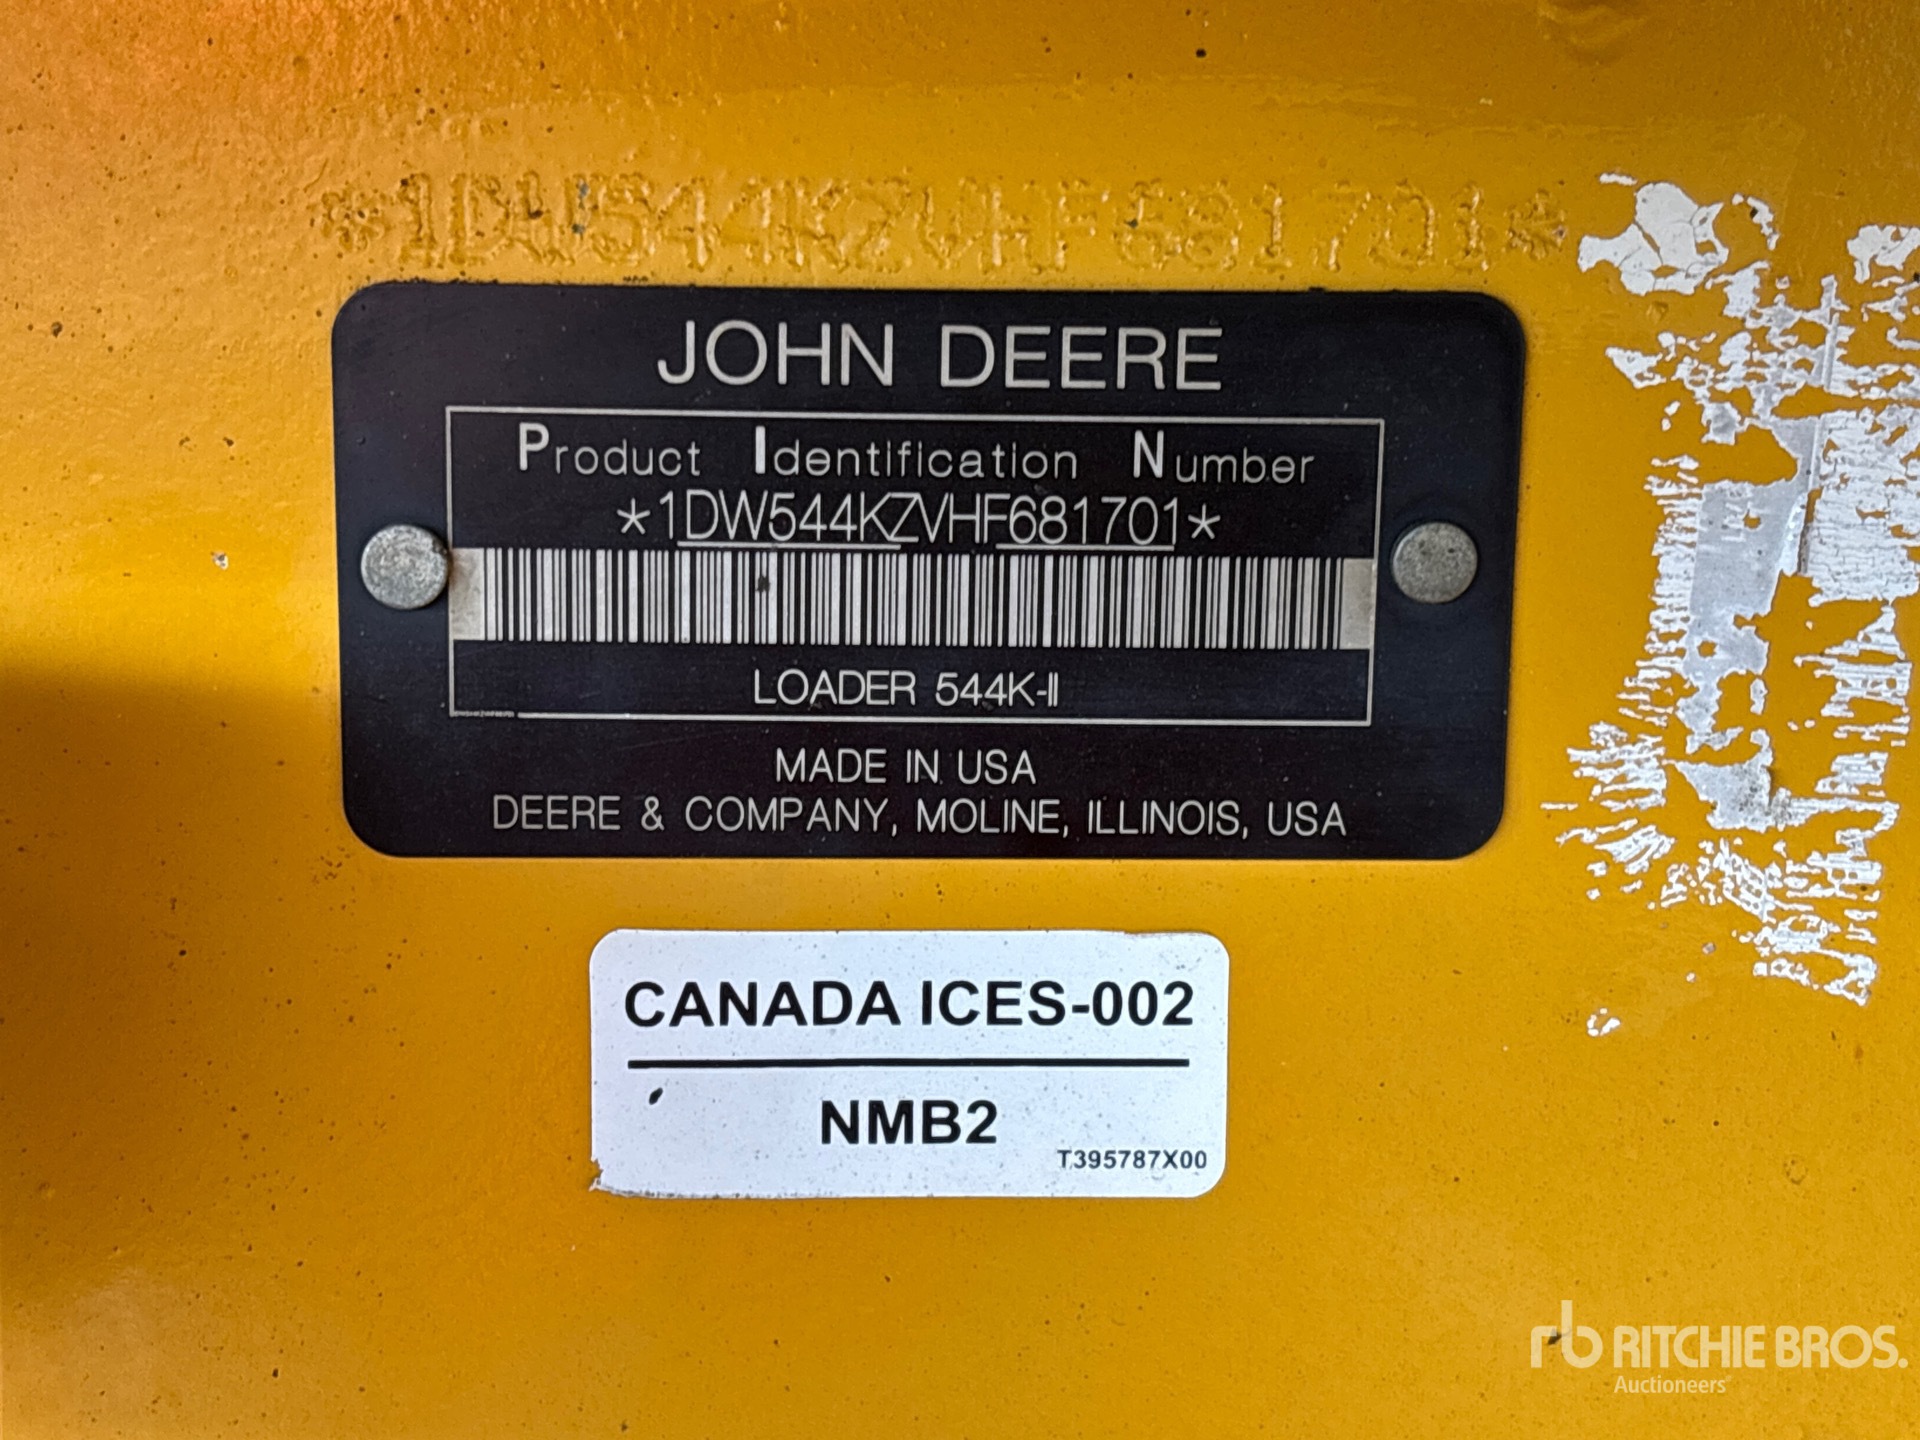 *1DW544KZVHF681701*
JOHN DEERE
Product Identification Number
*1DW544KZVHF681701*
LOADER 544K-II
MADE IN USA
DEERE & COMPANY, MOLINE, ILLINOIS, USA
CANADA ICES-002
NMB2
T395787X00
rb RITCHIE BROS.
Auctioneers